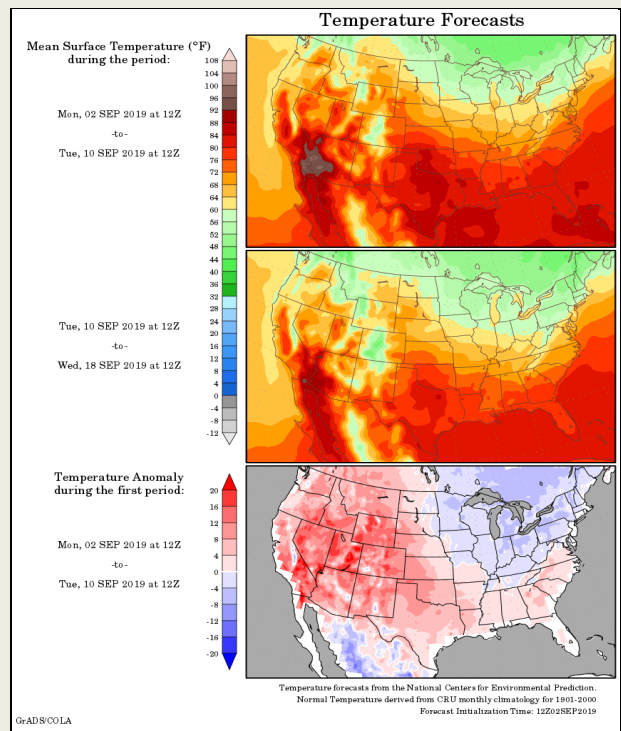 Temperature Forecasts
Mean Surface Temperature (°F)
during the period:
108
104
100
96
92
88
84
80
76
72
68
64
60
56
52
48
44
40
36
32
28
24
20
16
12
8
4
0
-4
-8
-12
Mon, 02 SEP 2019 at 12Z
-to-
Tue, 10 SEP 2019 at 12Z
Tue, 10 SEP 2019 at 12Z
-to-
Wed, 18 SEP 2019 at 12Z
Temperature Anomaly
during the first period:
20
16
12
8
4
0
-4
-8
-12
-16
-20
Mon, 02 SEP 2019 at 12Z
-to-
Tue, 10 SEP 2019 at 12Z
Temperature forecasts from the National Centers for Environmental Prediction.
Normal Temperature derived from CRU monthly climatology for 1901-2000
Forecast Initialization Time: 12Z02SEP2019
GrADS/COLA